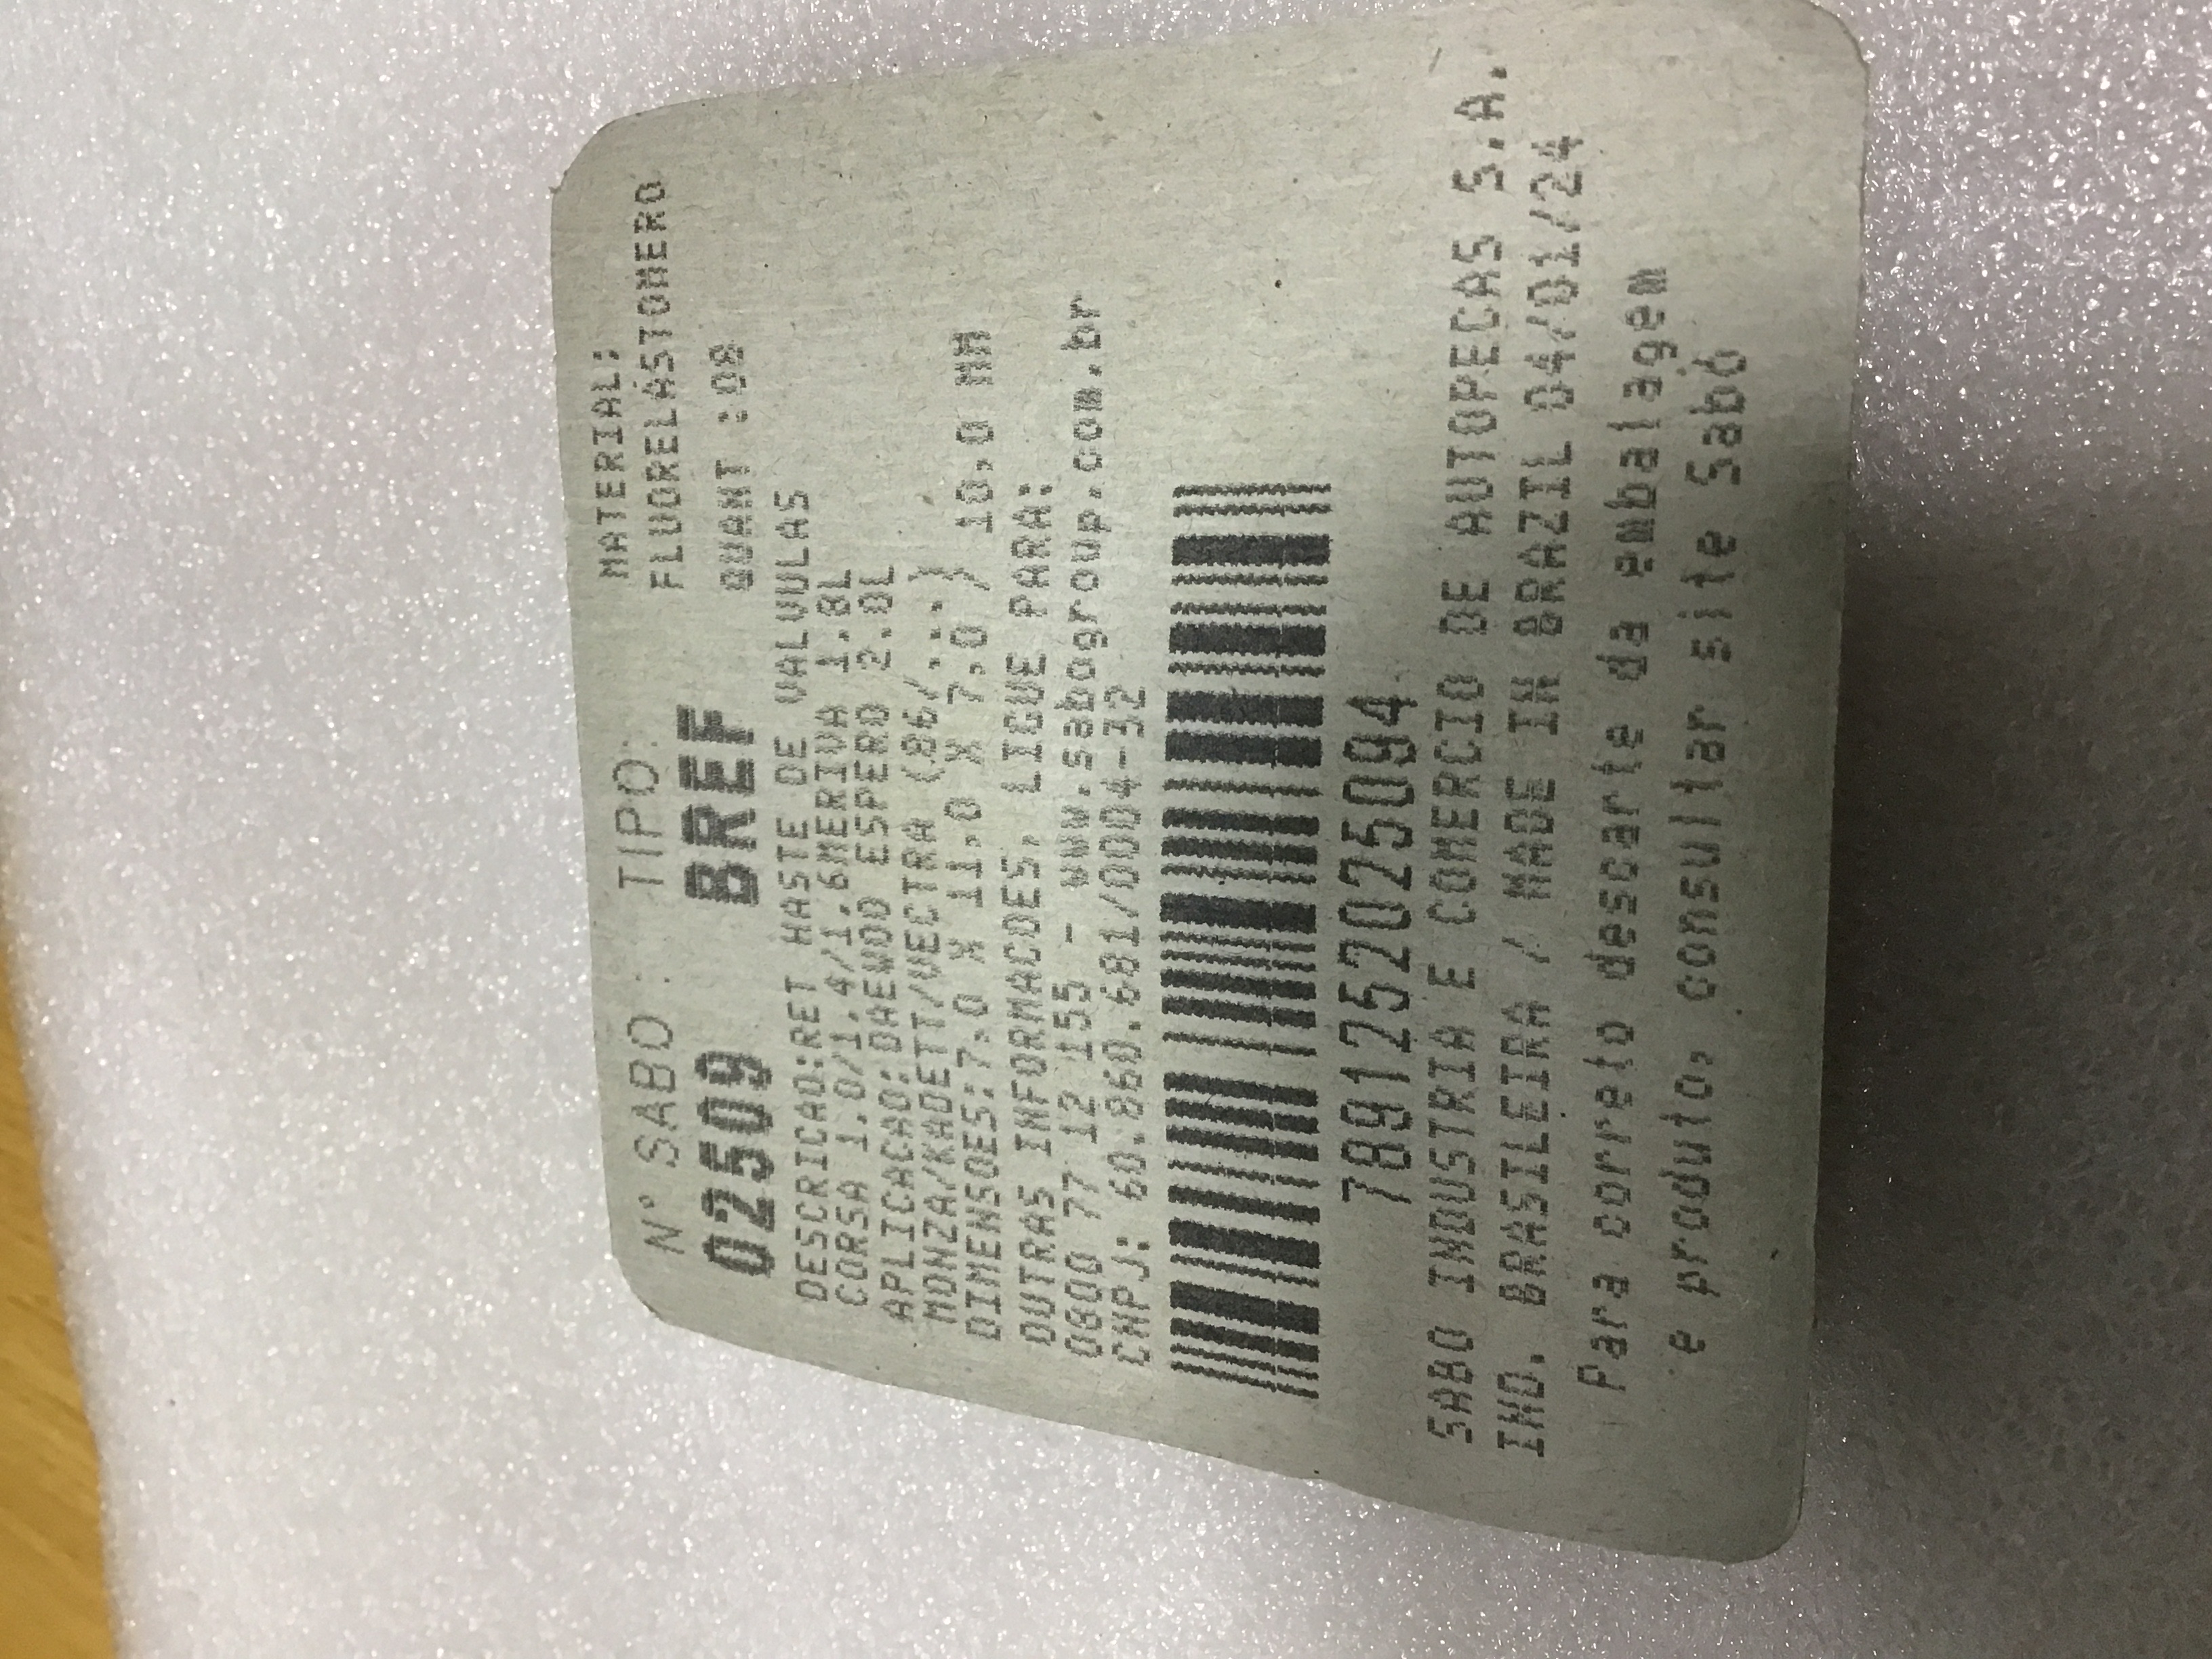 N° SABO : TIPO: MATERIAL:
02509 BREF FLUORELÁSTOMERO
QUANT :08
DESCRICAO:RET HASTE DE VALVULAS
CORSA 1.0/1.4/1.6MERIVA 1.8L
APLICACAO:DAEWOO ESPERO 2.0L
MONZA/KADETT/VECTRA (86/...)
DIMENSOES:7,0 X 11,0 X 7,0 / 10,0 MM
OUTRAS INFORMACOES, LIGUE PARA:
0800 77 12 155 - www.sabogroup.com.br
CNPJ: 60.860.681/0004-32
7891252025094
SABO INDUSTRIA E COMERCIO DE AUTOPECAS S.A.
IND. BRASILEIRA / MADE IN BRAZIL 04/01/24
Para correto descarte da embalagem
e produto, consultar site Sabó